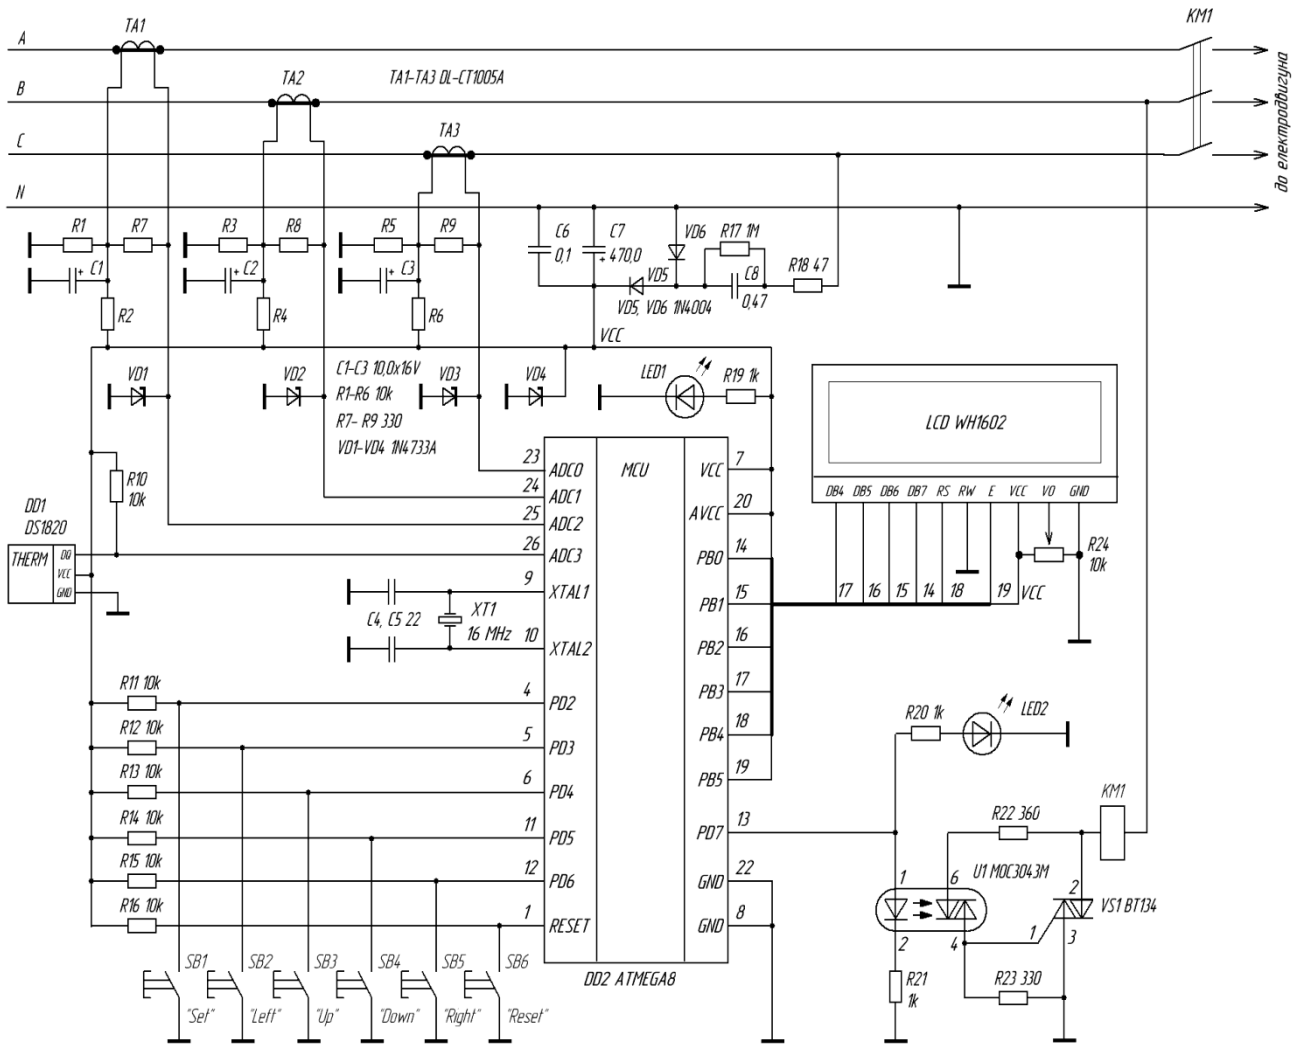 TA1
KM1
A
TA2
TA1-TA3 DL-CT1005A
B
TA3
C
до електродвигуна
N
R1
R7
R3
R8
R5
R9
C6
0,1
C7
+ 470,0
VD6
R17 1M
R18 47
+ C1
+ C2
+ C3
VD5
C8
0,47
VD5, VD6 1N4004
R2
R4
R6
VCC
VD1
VD2
C1-C3 10,0x16V
R1-R6 10k
R7- R9 330
VD1-VD4 1N4733A
VD3
VD4
LED1
R19 1k
LCD WH1602
DB4 DB5 DB6 DB7 RS RW E VCC VO GND
R24
10k
17 16 15 14 18 19 VCC
R10
10k
DD1
DS1820
THERM
DQ
VCC
GND
MCU
23 ADC0
24 ADC1
25 ADC2
26 ADC3
9 XTAL1
10 XTAL2
C4, C5 22
XT1
16 MHz
4 PD2
5 PD3
6 PD4
11 PD5
12 PD6
1 RESET
VCC 7
AVCC 20
PB0 14
PB1 15
PB2 16
PB3 17
PB4 18
PB5 19
PD7 13
GND 22
GND 8
DD2 ATMEGA8
R11 10k
R12 10k
R13 10k
R14 10k
R15 10k
R16 10k
SB1
"Set"
SB2
"Left"
SB3
"Up"
SB4
"Down"
SB5
"Right"
SB6
"Reset"
R20 1k
LED2
KM1
R22 360
U1 MOC3043M
1
6
2
VS1 BT134
2
4
1
3
R21
1k
R23 330